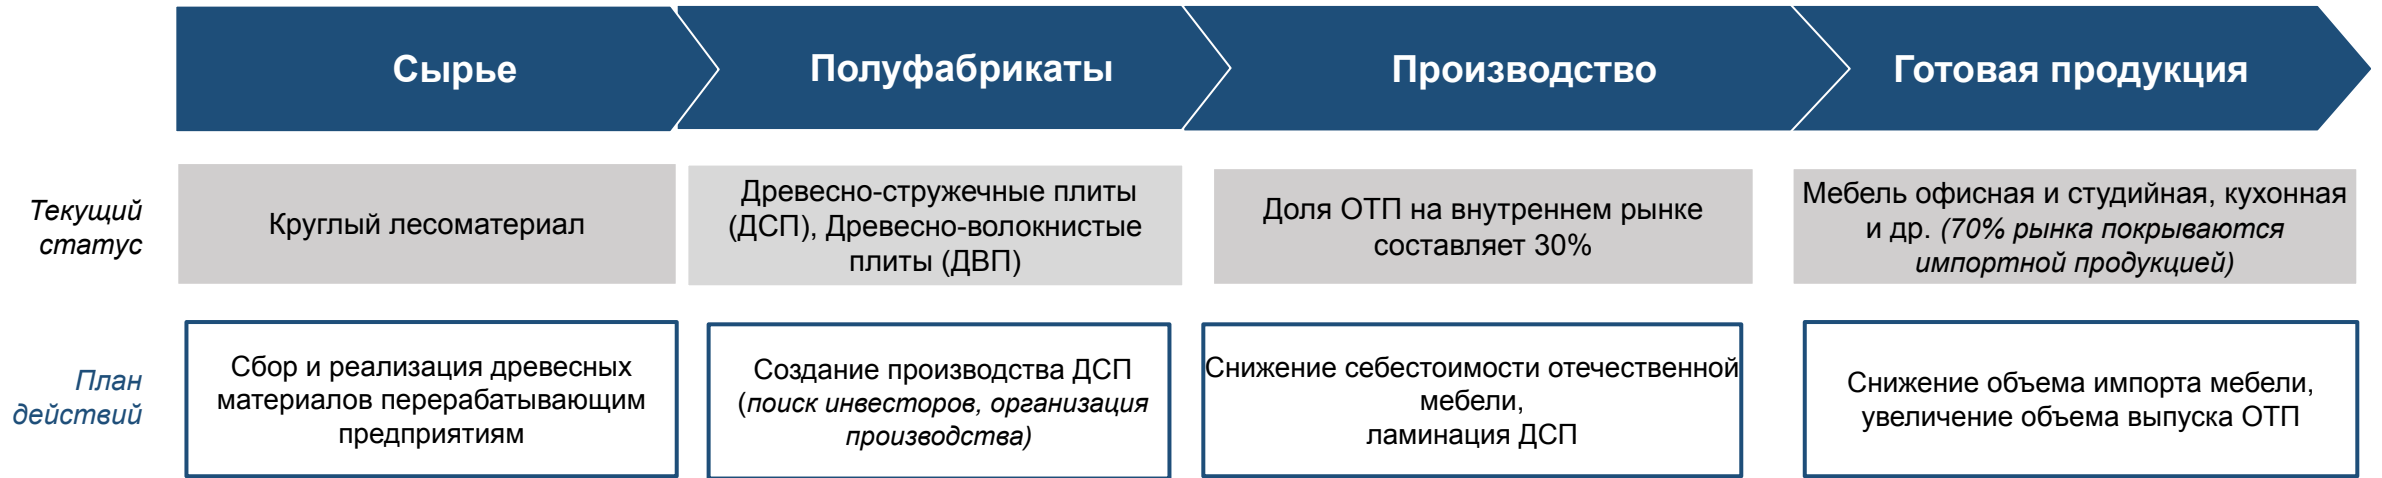 Сырье
Полуфабрикаты
Производство
Готовая продукция
Текущий
статус
Круглый лесоматериал
Древесно-стружечные плиты
(ДСП), Древесно-волокнистые
плиты (ДВП)
Доля ОТП на внутреннем рынке
составляет 30%
Мебель офисная и студийная, кухонная
и др. (70% рынка покрываются
импортной продукцией)
План
действий
Сбор и реализация древесных
материалов перерабатывающим
предприятиям
Создание производства ДСП
(поиск инвесторов, организация
производства)
Снижение себестоимости отечественной
мебели,
ламинация ДСП
Снижение объема импорта мебели,
увеличение объема выпуска ОТП